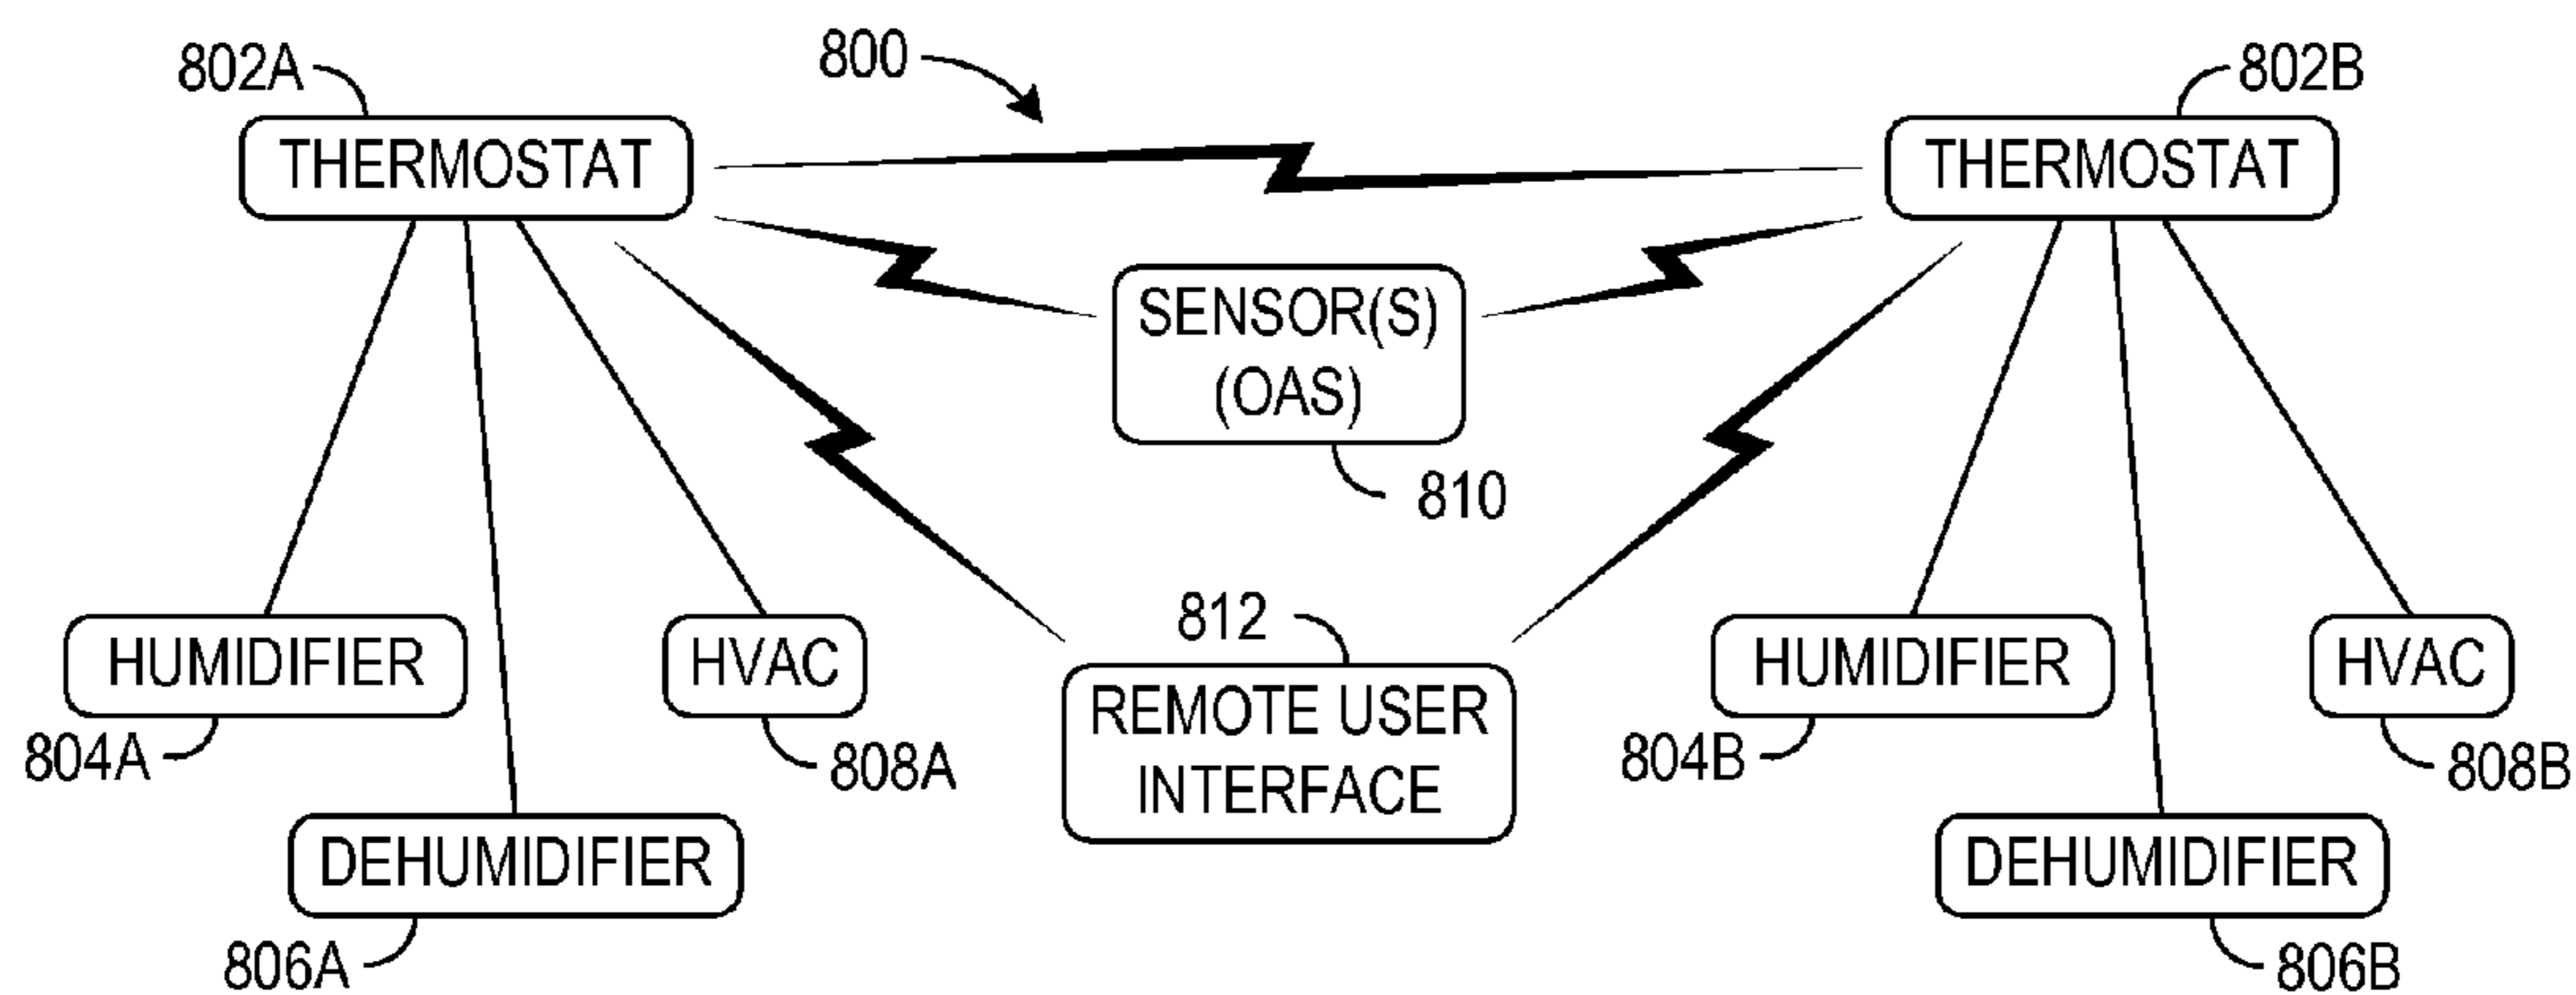 800
802A
802B
THERMOSTAT
THERMOSTAT
SENSOR(S)
(OAS)
810
812
HUMIDIFIER
HVAC
REMOTE USER
INTERFACE
HUMIDIFIER
HVAC
804A
808A
804B
808B
DEHUMIDIFIER
DEHUMIDIFIER
806A
806B